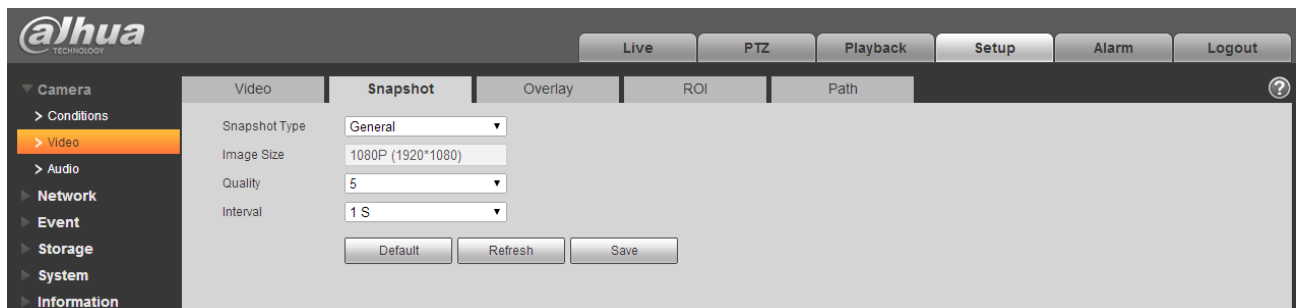 alhua
TECHNOLOGY
Live PTZ Playback Setup Alarm Logout
Camera
> Conditions
> Video
> Audio
Network
Event
Storage
System
Information
Video Snapshot Overlay ROI Path
?
Snapshot Type General
Image Size 1080P (1920*1080)
Quality 5
Interval 1 S
Default Refresh Save